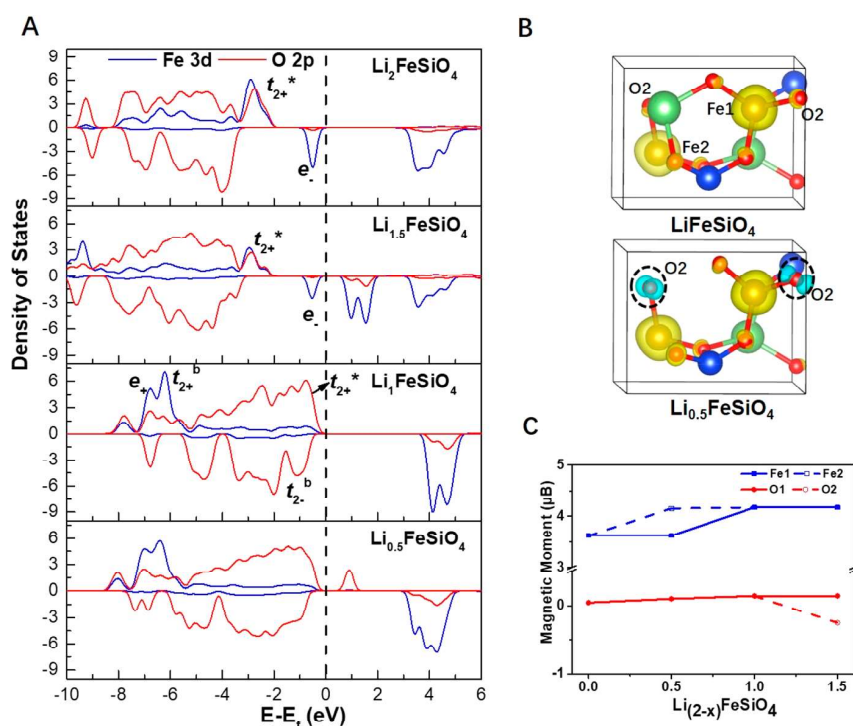 A
Fe 3d
O 2p
Li2FeSiO4
t2+*
e-
9
6
3
0
-3
-6
-9
Li1.5FeSiO4
t2+*
e-
6
3
0
-3
-6
-9
Li1FeSiO4
e+
t2+b
t2+*
t2-b
6
3
0
-3
-6
-9
Li0.5FeSiO4
6
3
0
-3
-6
-9
-10
-8
-6
-4
-2
0
2
4
6
Density of States
E-Ef (eV)
B
O2
Fe1
O2
Fe2
LiFeSiO4
O2
O2
Li0.5FeSiO4
C
Fe1
Fe2
O1
O2
5
4
3
0
-1
0.0
0.5
1.0
1.5
Magnetic Moment (μB)
Li(2-x)FeSiO4